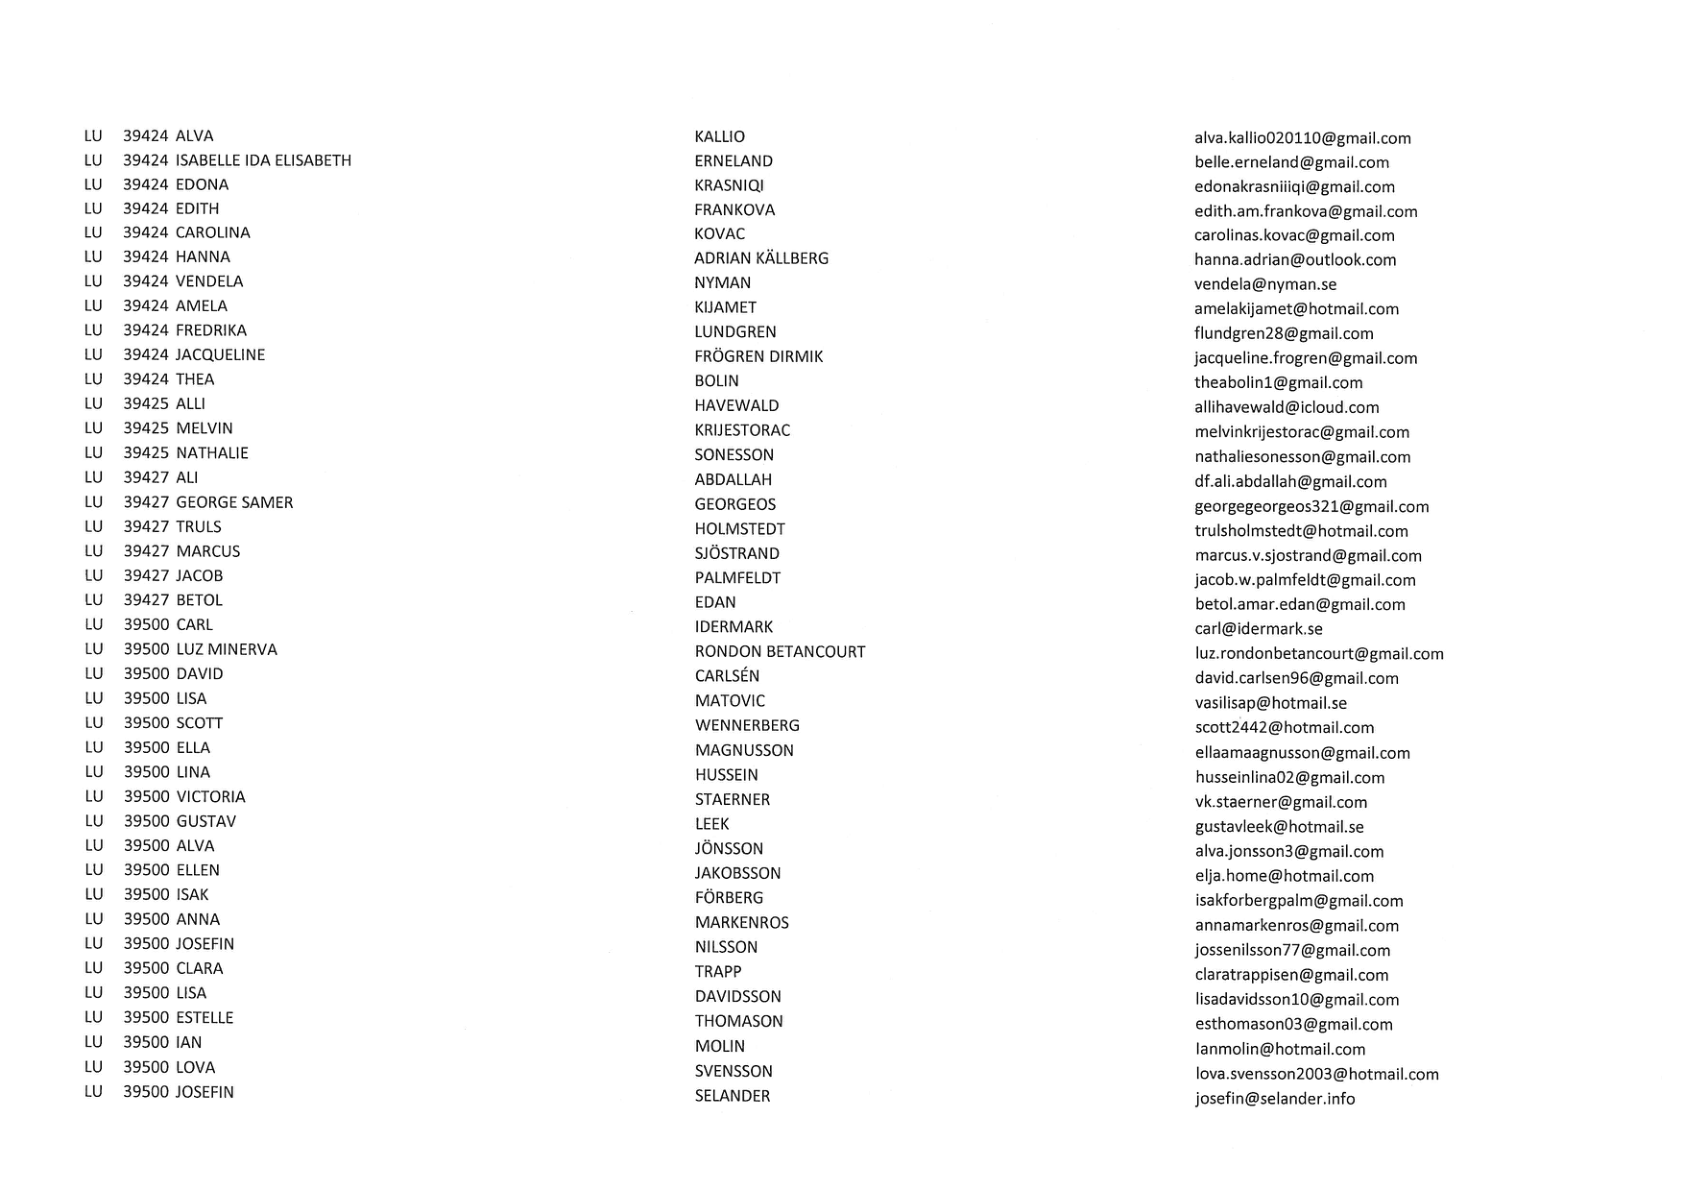 LU 39424 ALVA KALLIO alva.kallio020110@gmail.com
LU 39424 ISABELLE IDA ELISABETH ERNELAND belle.erneland@gmail.com
LU 39424 EDONA KRASNIQI edonakrasniiiqi@gmail.com
LU 39424 EDITH FRANKOVA edith.am.frankova@gmail.com
LU 39424 CAROLINA KOVAC carolinas.kovac@gmail.com
LU 39424 HANNA ADRIAN KÄLLBERG hanna.adrian@outlook.com
LU 39424 VENDELA NYMAN vendela@nyman.se
LU 39424 AMELA KIJAMET amelakijamet@hotmail.com
LU 39424 FREDRIKA LUNDGREN flundgren28@gmail.com
LU 39424 JACQUELINE FRÖGREN DIRMIK jacqueline.frogren@gmail.com
LU 39424 THEA BOLIN theabolin1@gmail.com
LU 39425 ALLI HAVEWALD allihavewald@icloud.com
LU 39425 MELVIN KRIJESTORAC melvinkrijestorac@gmail.com
LU 39425 NATHALIE SONESSON nathaliesonesson@gmail.com
LU 39427 ALI ABDALLAH df.ali.abdallah@gmail.com
LU 39427 GEORGE SAMER GEORGEOS georgegeorgeos321@gmail.com
LU 39427 TRULS HOLMSTEDT trulsholmstedt@hotmail.com
LU 39427 MARCUS SJÖSTRAND marcus.v.sjostrand@gmail.com
LU 39427 JACOB PALMFELDT jacob.w.palmfeldt@gmail.com
LU 39427 BETOL EDAN betol.amar.edan@gmail.com
LU 39500 CARL IDERMARK carl@idermark.se
LU 39500 LUZ MINERVA RONDON BETANCOURT luz.rondonbetancourt@gmail.com
LU 39500 DAVID CARLSÉN david.carlsen96@gmail.com
LU 39500 LISA MATOVIC vasilisap@hotmail.se
LU 39500 SCOTT WENNERBERG scott2442@hotmail.com
LU 39500 ELLA MAGNUSSON ellaamaagnusson@gmail.com
LU 39500 LINA HUSSEIN husseinlina02@gmail.com
LU 39500 VICTORIA STAERNER vk.staerner@gmail.com
LU 39500 GUSTAV LEEK gustavleek@hotmail.se
LU 39500 ALVA JÖNSSON alva.jonsson3@gmail.com
LU 39500 ELLEN JAKOBSSON elja.home@hotmail.com
LU 39500 ISAK FÖRBERG isakforbergpalm@gmail.com
LU 39500 ANNA MARKENROS annamarkenros@gmail.com
LU 39500 JOSEFIN NILSSON jossenilsson77@gmail.com
LU 39500 CLARA TRAPP claratrappisen@gmail.com
LU 39500 LISA DAVIDSSON lisadavidsson10@gmail.com
LU 39500 ESTELLE THOMASON esthomason03@gmail.com
LU 39500 IAN MOLIN Ianmolin@hotmail.com
LU 39500 LOVA SVENSSON lova.svensson2003@hotmail.com
LU 39500 JOSEFIN SELANDER josefin@selander.info